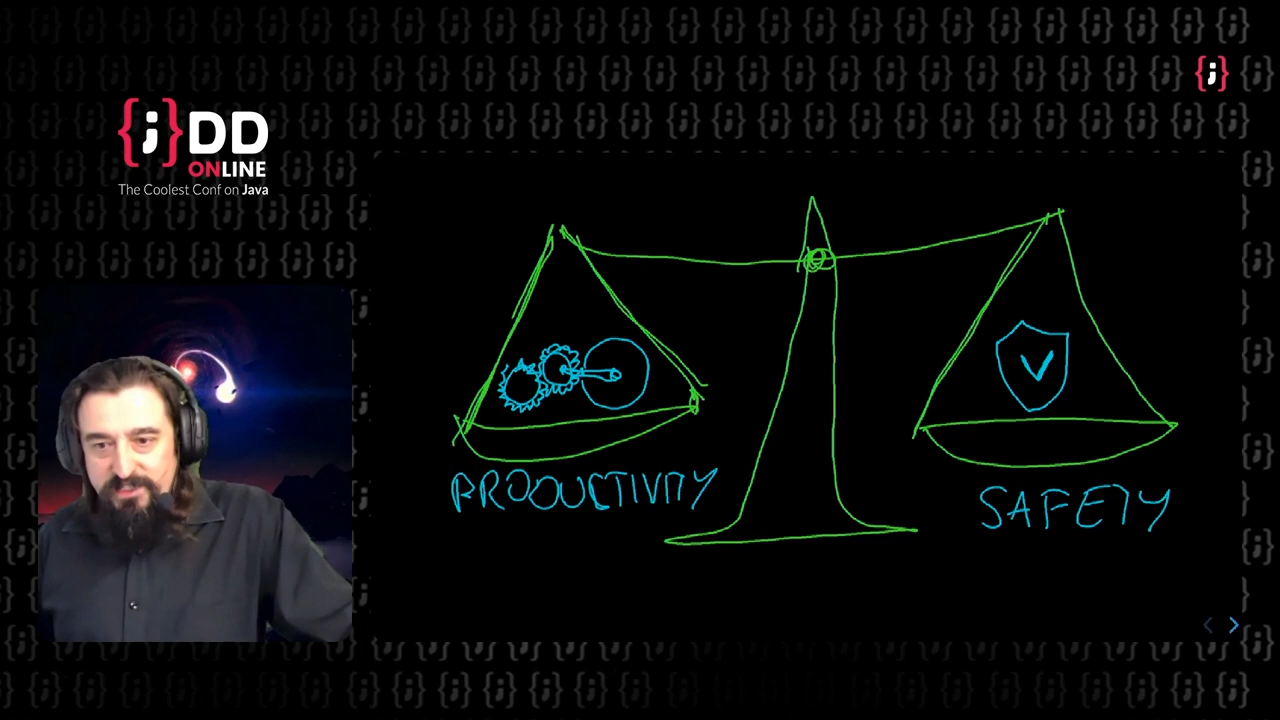 {;}DD
ONLINE
The Coolest Conf on Java
{;}
PRODUCTIVITY
SAFETY